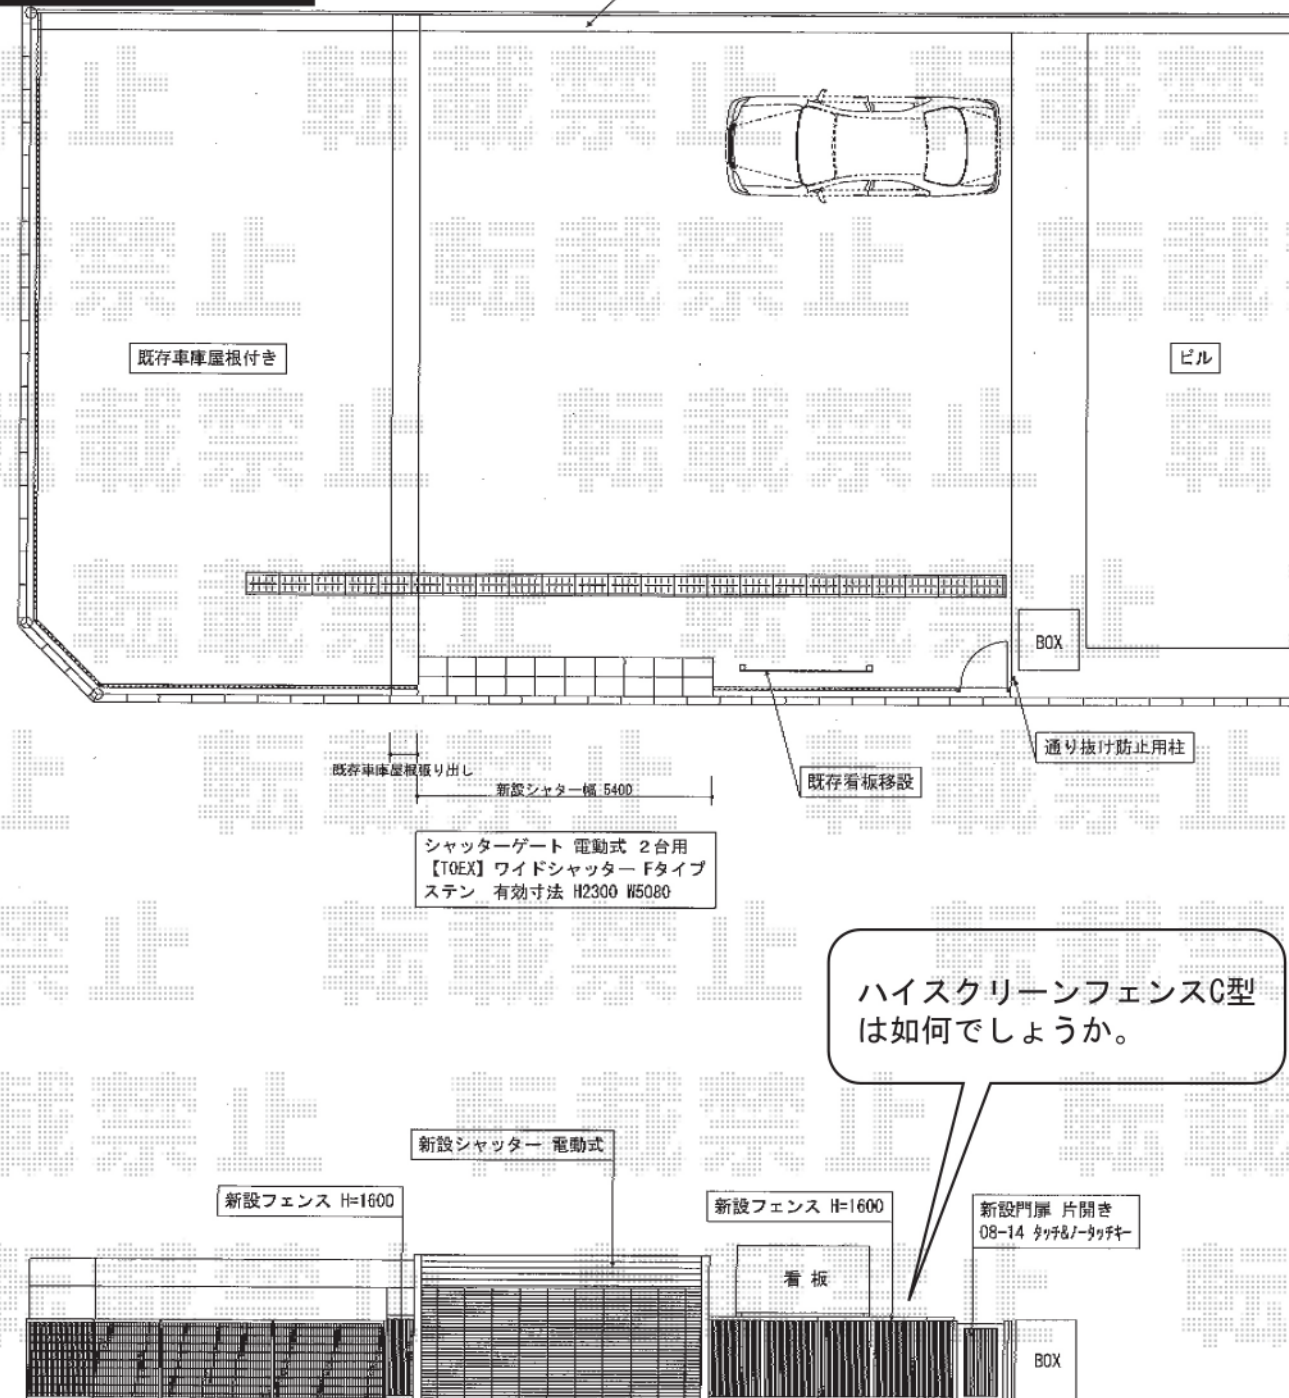 既存車庫屋根付き
ビル
BOX
通り抜け防止用柱
既存車庫屋根張り出し
既存看板移設
新設シャター幅 5400
シャッターゲート 電動式 2台用
【TOEX】ワイドシャッター Fタイプ
ステン 有効寸法 H2300 W5080
ハイスクリーンフェンスC型
は如何でしょうか。
新設シャッター 電動式
新設フェンス H=1600
新設フェンス H=1600
新設門扉 片開き
08-14 タッチ&ノータッチキー
看板
BOX
転載禁止